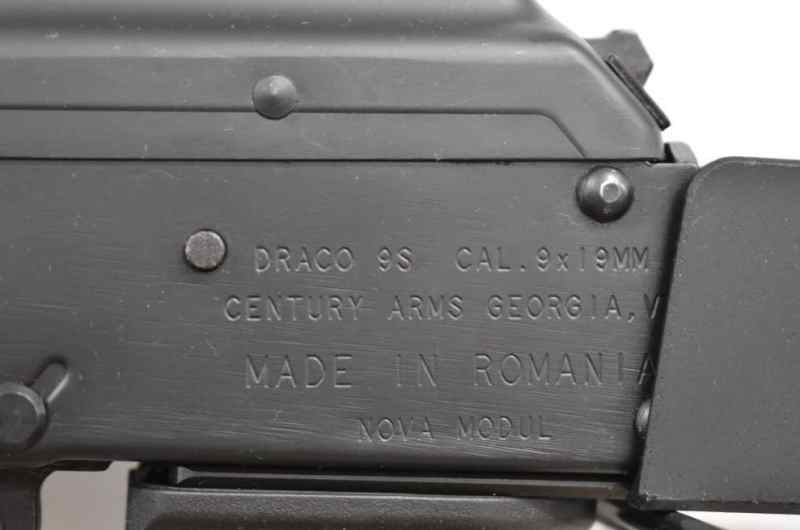 DRACO 9S CAL. 9x19MM
CENTURY ARMS GEORGIA, V
MADE IN ROMANIA
NOVA MODUL